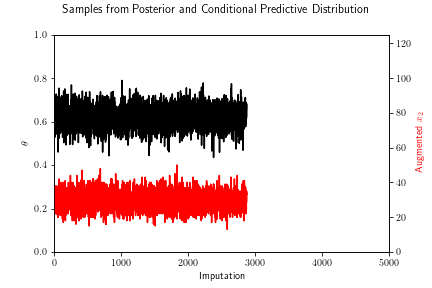 Samples from Posterior and Conditional Predictive Distribution
1.0
0.8
0.6
0.4
0.2
0.0
θ
120
100
80
60
40
20
0
Augmented x₂
0 1000 2000 3000 4000 5000
Imputation